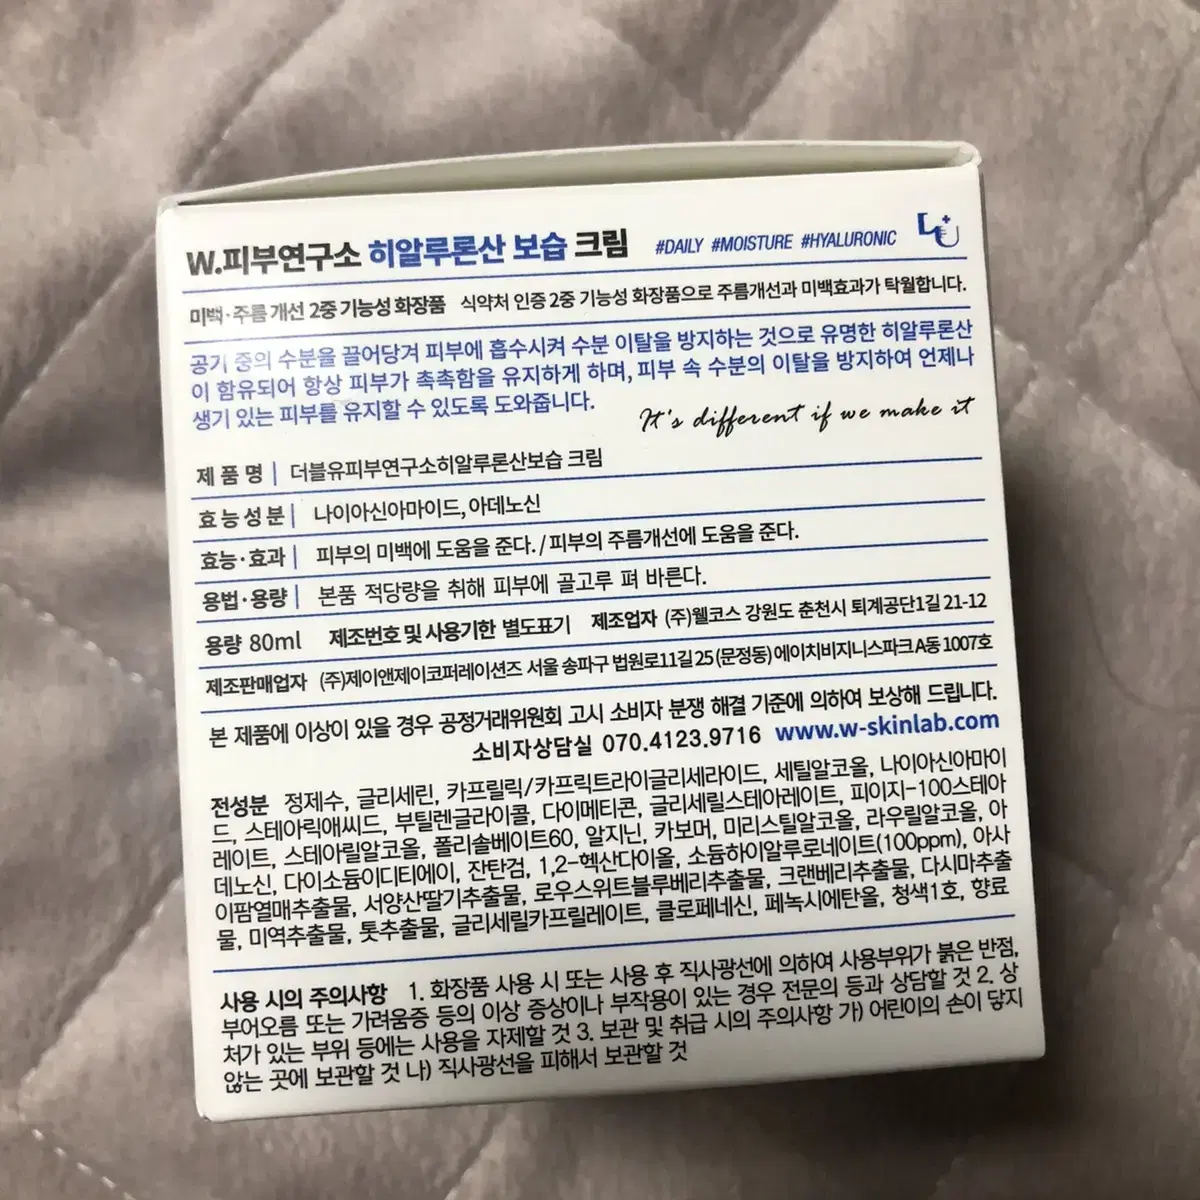 W.피부연구소 히알루론산 보습 크림 #DAILY #MOISTURE #HYALURONIC
미백·주름 개선 2중 기능성 화장품 식약처 인증 2중 기능성 화장품으로 주름개선과 미백효과가 탁월합니다.
공기 중의 수분을 끌어당겨 피부에 흡수시켜 수분 이탈을 방지하는 것으로 유명한 히알루론산
이 함유되어 항상 피부가 촉촉함을 유지하게 하며, 피부 속 수분의 이탈을 방지하여 언제나
생기 있는 피부를 유지할 수 있도록 도와줍니다.
It's different if we make it
제품명 | 더블유피부연구소히알루론산보습 크림
효능성분 | 나이아신아마이드, 아데노신
효능·효과 | 피부의 미백에 도움을 준다. / 피부의 주름개선에 도움을 준다.
용법·용량 | 본품 적당량을 취해 피부에 골고루 펴 바른다.
용량 80ml 제조번호 및 사용기한 별도표기 제조업자 (주)웰코스 강원도 춘천시 퇴계공단1길 21-12
제조판매업자 (주)제이앤제이코퍼레이션즈 서울 송파구 법원로11길 25 (문정동) 에이치비지니스파크 A동 1007호
본 제품에 이상이 있을 경우 공정거래위원회 고시 소비자 분쟁 해결 기준에 의하여 보상해 드립니다.
소비자상담실 070.4123.9716 www.w-skinlab.com
전성분 정제수, 글리세린, 카프릴릭/카프릭트라이글리세라이드, 세틸알코올, 나이아신아마이
드, 스테아릭애씨드, 부틸렌글라이콜, 다이메티콘, 글리세릴스테아레이트, 피이지-100스테아
레이트, 스테아릴알코올, 폴리솔베이트60, 알지닌, 카보머, 미리스틸알코올, 라우릴알코올, 아
데노신, 다이소듐이디티에이, 잔탄검, 1,2-헥산다이올, 소듐하이알루로네이트(100ppm), 아사
이팜열매추출물, 서양산딸기추출물, 로우스위트블루베리추출물, 크랜베리추출물, 다시마추출
물, 미역추출물, 톳추출물, 글리세릴카프릴레이트, 클로페네신, 페녹시에탄올, 청색1호, 향료
사용 시의 주의사항 1. 화장품 사용 시 또는 사용 후 직사광선에 의하여 사용부위가 붉은 반점,
부어오름 또는 가려움증 등의 이상 증상이나 부작용이 있는 경우 전문의 등과 상담할 것 2. 상
처가 있는 부위 등에는 사용을 자제할 것 3. 보관 및 취급 시의 주의사항 가) 어린이의 손이 닿지
않는 곳에 보관할 것 나) 직사광선을 피해서 보관할 것